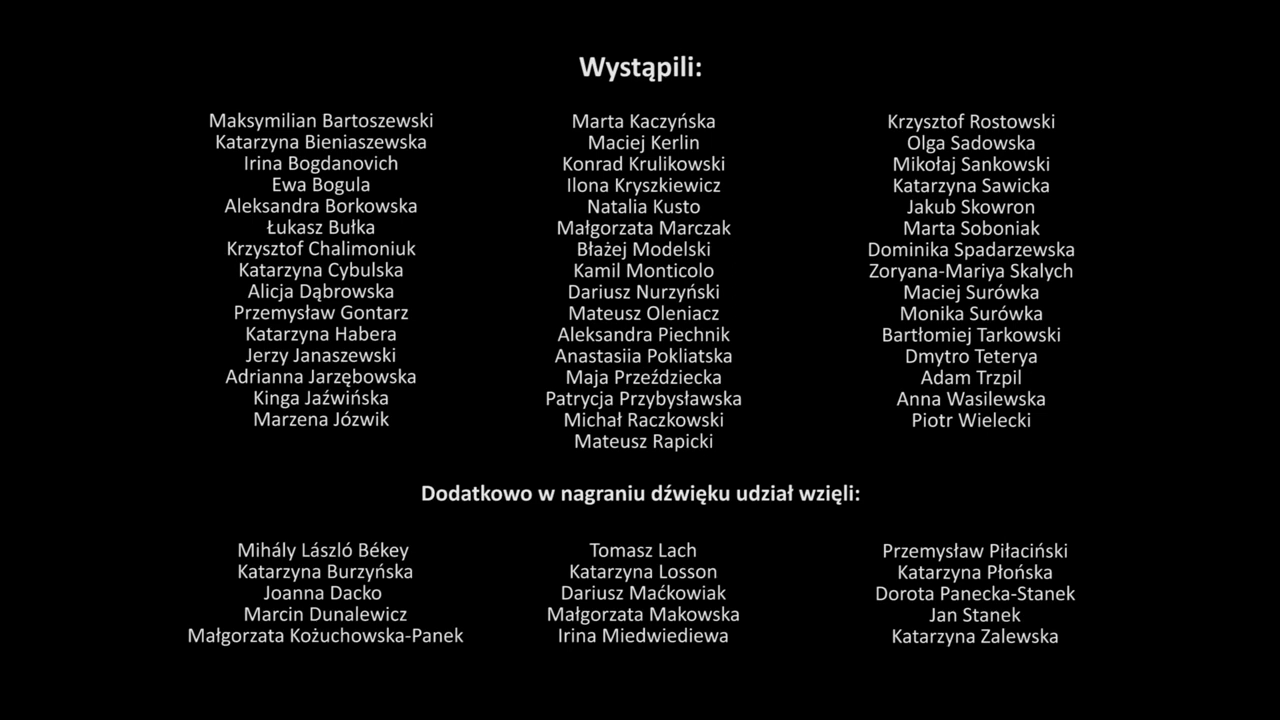 Wystąpili:
Maksymilian Bartoszewski
Katarzyna Bieniaszewska
Irina Bogdanovich
Ewa Bogula
Aleksandra Borkowska
Łukasz Bułka
Krzysztof Chalimoniuk
Katarzyna Cybulska
Alicja Dąbrowska
Przemysław Gontarz
Katarzyna Habera
Jerzy Janaszewski
Adrianna Jarzębowska
Kinga Jaźwińska
Marzena Józwik
Marta Kaczyńska
Maciej Kerlin
Konrad Krulikowski
Ilona Kryszkiewicz
Natalia Kusto
Małgorzata Marczak
Błażej Modelski
Kamil Monticolo
Dariusz Nurzyński
Mateusz Oleniacz
Aleksandra Piechnik
Anastasiia Pokliatska
Maja Przeździecka
Patrycja Przybysławska
Michał Raczkowski
Mateusz Rapicki
Krzysztof Rostowski
Olga Sadowska
Mikołaj Sankowski
Katarzyna Sawicka
Jakub Skowron
Marta Soboniak
Dominika Spadarzewska
Zoryana-Mariya Skalych
Maciej Surówka
Monika Surówka
Bartłomiej Tarkowski
Dmytro Teterya
Adam Trzpil
Anna Wasilewska
Piotr Wielecki
Dodatkowo w nagraniu dźwięku udział wzięli:
Mihály László Békey
Katarzyna Burzyńska
Joanna Dacko
Marcin Dunalewicz
Małgorzata Kożuchowska-Panek
Tomasz Lach
Katarzyna Losson
Dariusz Maćkowiak
Małgorzata Makowska
Irina Miedwiediewa
Przemysław Piłaciński
Katarzyna Płońska
Dorota Panecka-Stanek
Jan Stanek
Katarzyna Zalewska